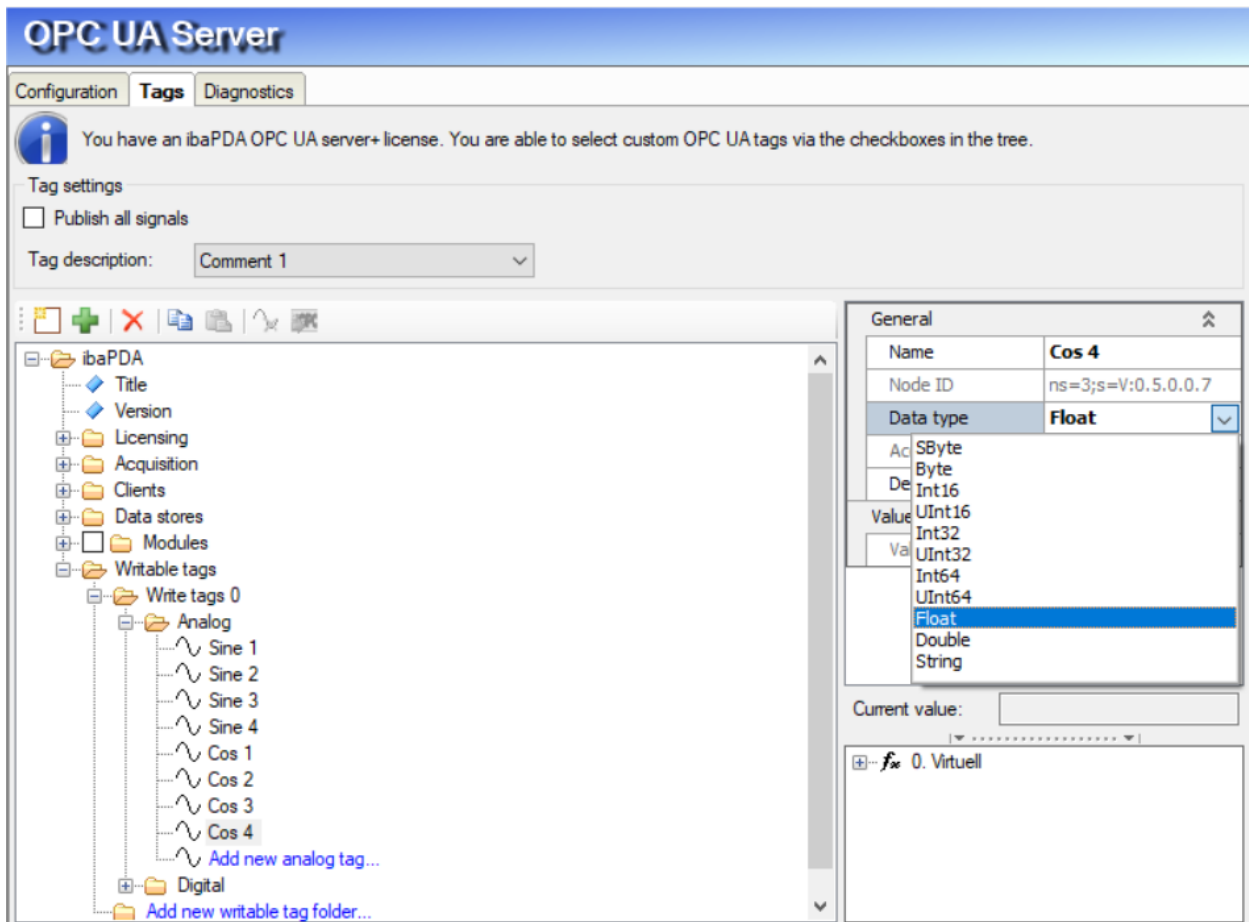 OPC UA Server
Configuration Tags Diagnostics
You have an ibaPDA OPC UA server+ license. You are able to select custom OPC UA tags via the checkboxes in the tree.
Tag settings
Publish all signals
Tag description: Comment 1
ibaPDA
Title
Version
Licensing
Acquisition
Clients
Data stores
Modules
Writable tags
Write tags 0
Analog
Sine 1
Sine 2
Sine 3
Sine 4
Cos 1
Cos 2
Cos 3
Cos 4
Add new analog tag...
Digital
Add new writable tag folder...
General
Name Cos 4
Node ID ns=3;s=V:0.5.0.0.7
Data type Float
Ac
De
Value
Val
SByte
Byte
Int16
UInt16
Int32
UInt32
Int64
UInt64
Float
Double
String
Current value:
fx 0. Virtuell